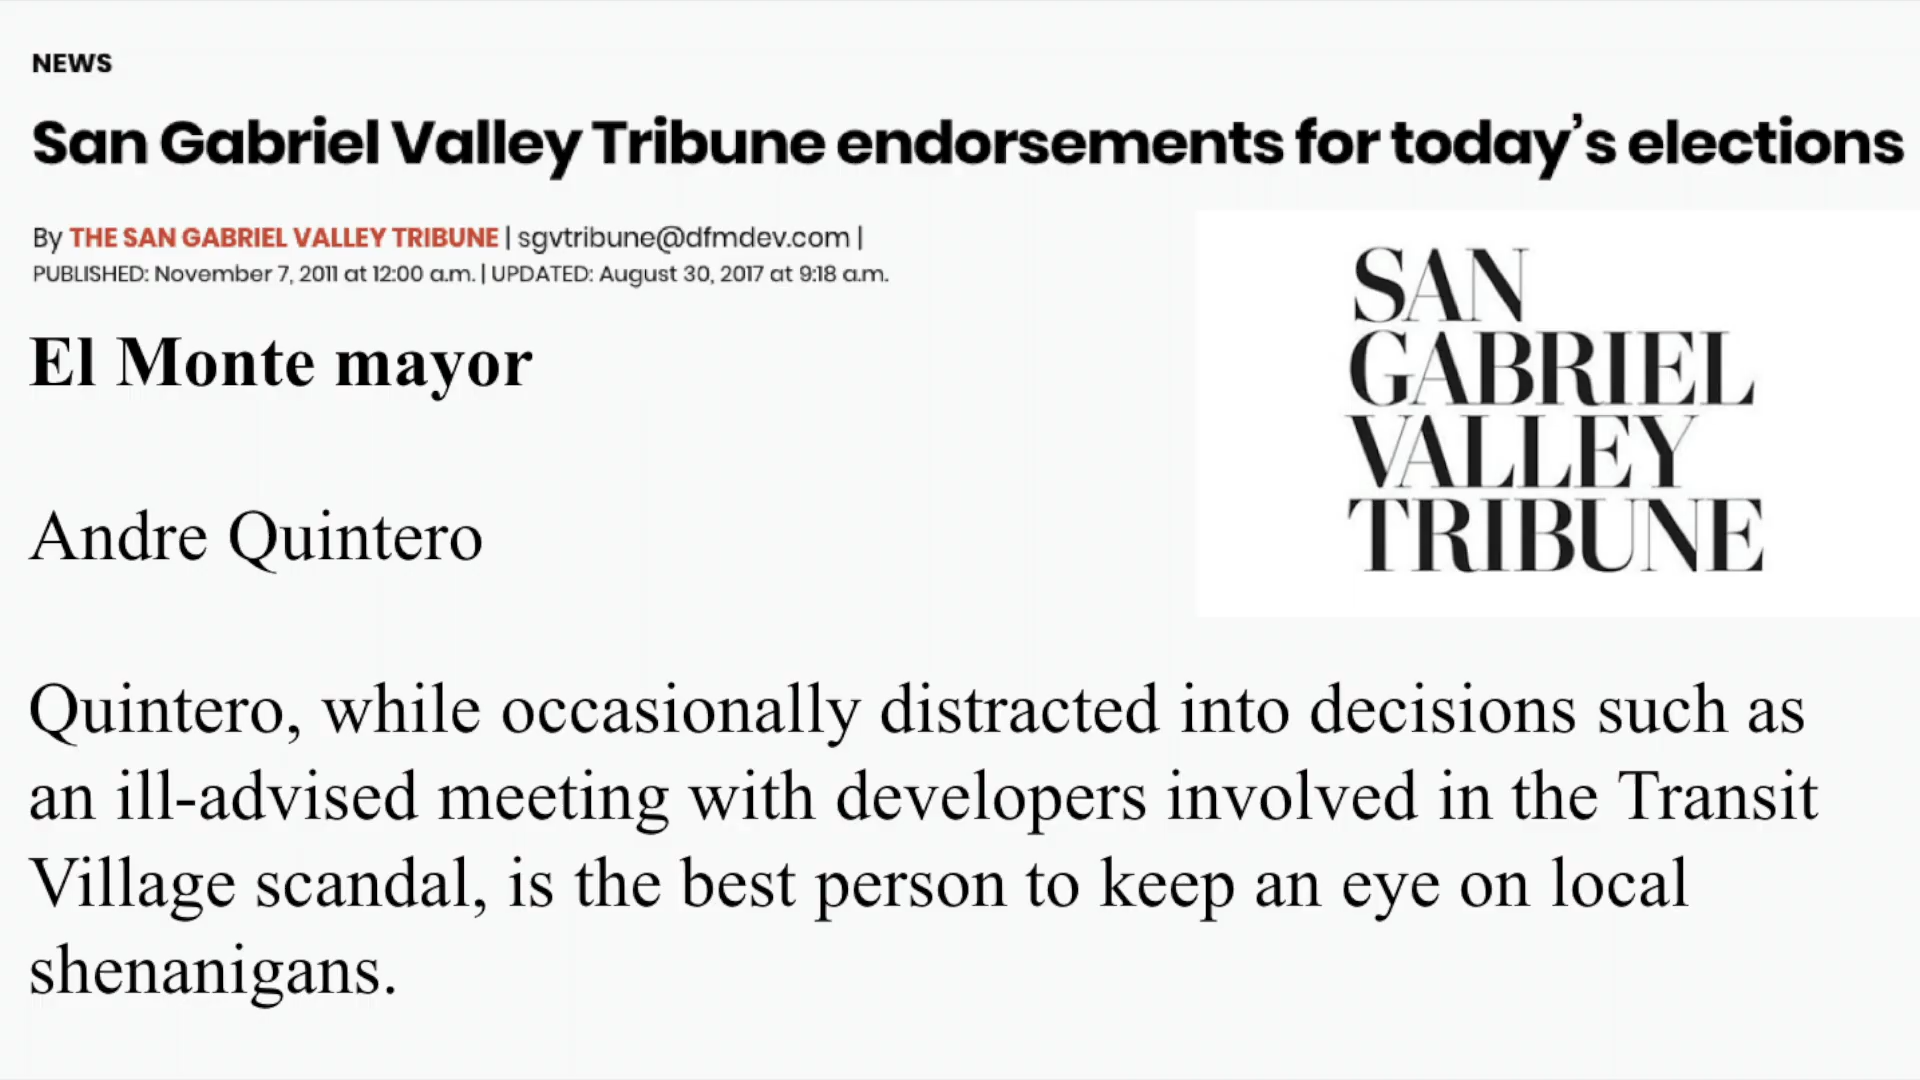 NEWS
San Gabriel Valley Tribune endorsements for today’s elections
By THE SAN GABRIEL VALLEY TRIBUNE | sgvtribune@dfmdev.com |
PUBLISHED: November 7, 2011 at 12:00 a.m. | UPDATED: August 30, 2017 at 9:18 a.m.
SAN
GABRIEL
VALLEY
TRIBUNE
El Monte mayor
Andre Quintero
Quintero, while occasionally distracted into decisions such as
an ill-advised meeting with developers involved in the Transit
Village scandal, is the best person to keep an eye on local
shenanigans.